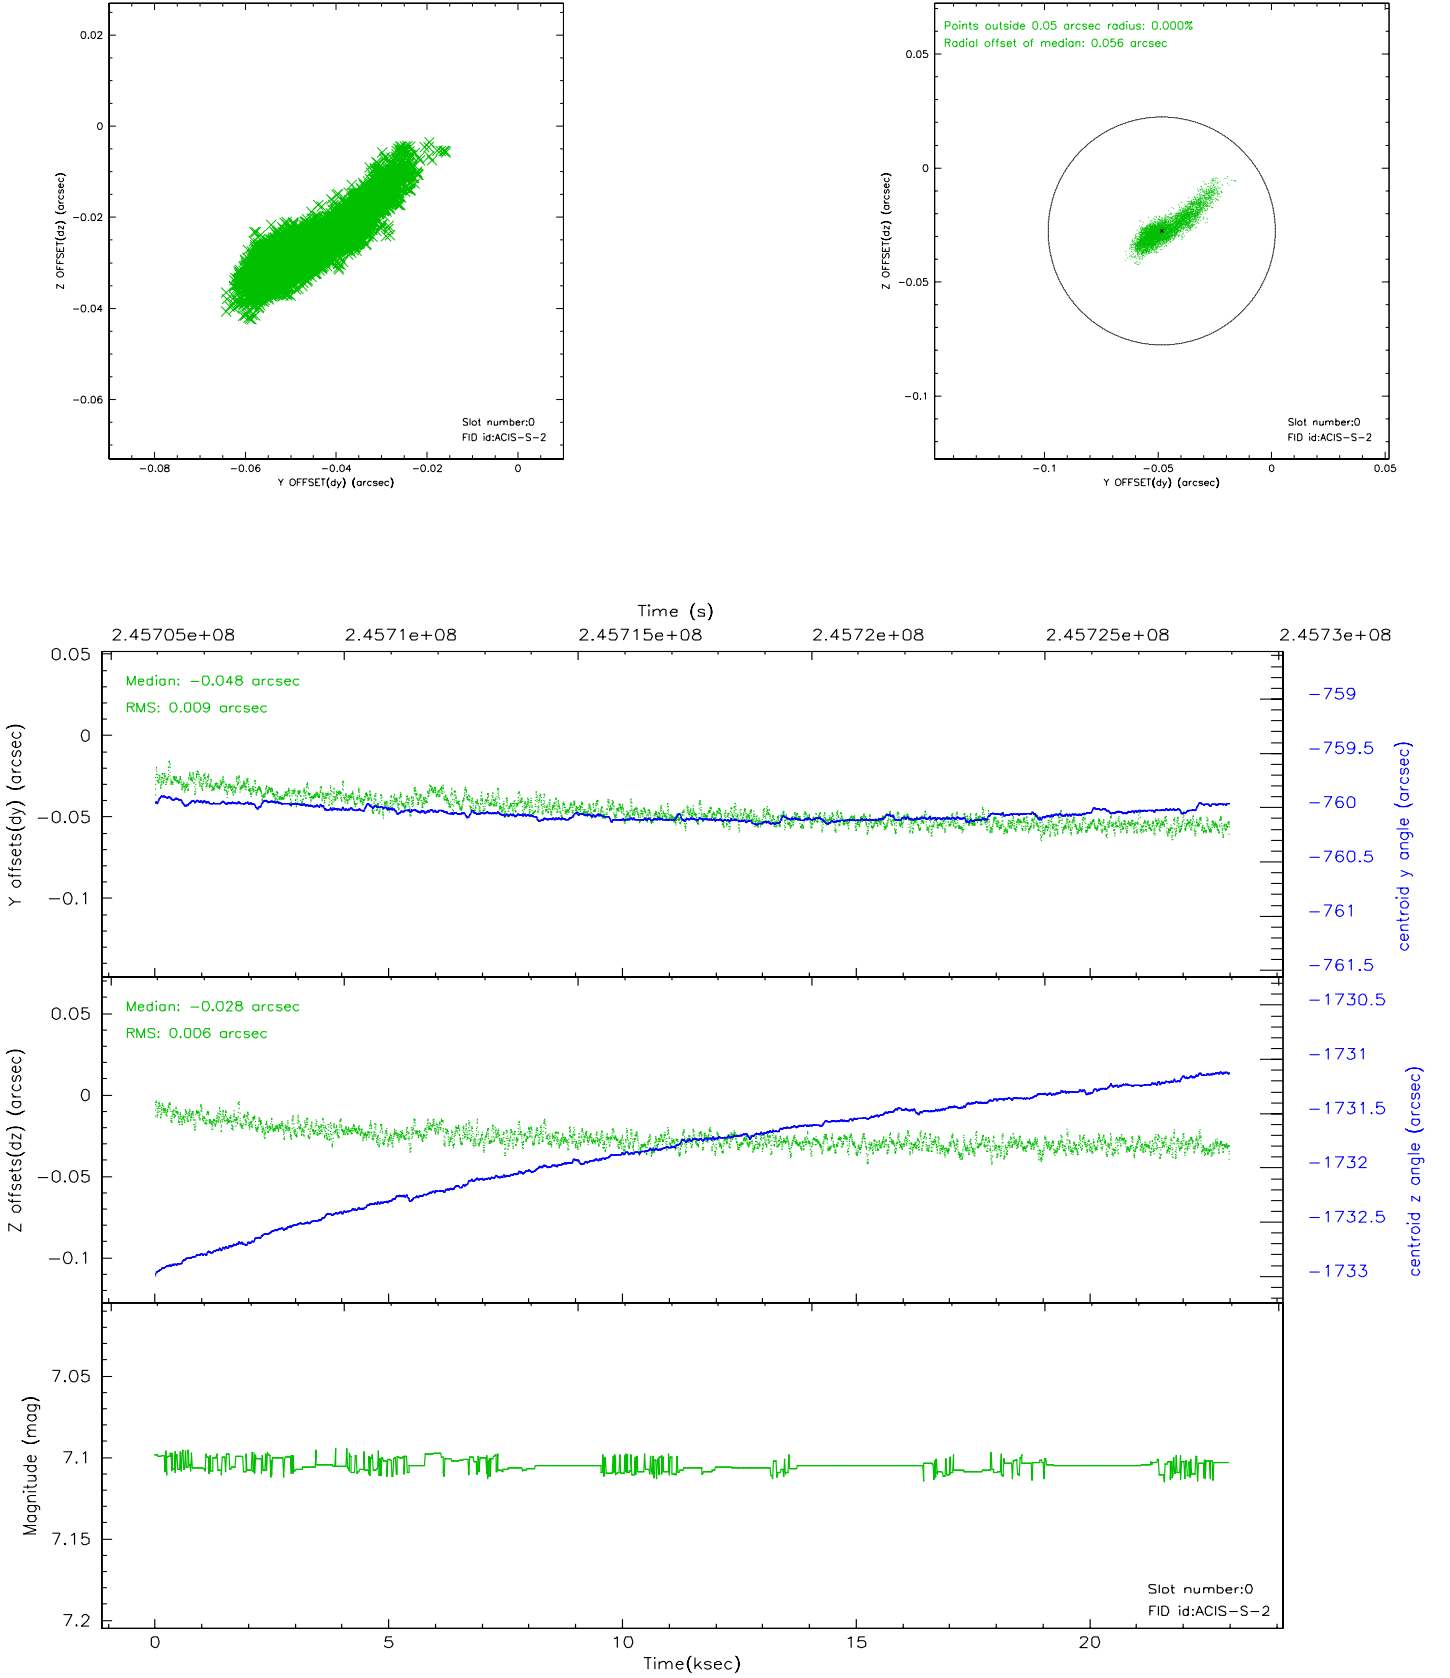 0.02
0
−0.02
−0.04
−0.06
Z OFFSET(dz) (arcsec)
Slot number:0
FID id:ACIS−S−2
−0.08 −0.06 −0.04 −0.02 0
Y OFFSET(dy) (arcsec)
Points outside 0.05 arcsec radius: 0.000%
Radial offset of median: 0.056 arcsec
0.05
0
−0.05
−0.1
Z OFFSET(dz) (arcsec)
Slot number:0
FID id:ACIS−S−2
−0.1 −0.05 0 0.05
Y OFFSET(dy) (arcsec)
Time (s)
2.45705e+08 2.4571e+08 2.45715e+08 2.4572e+08 2.45725e+08 2.4573e+08
0.05
0
−0.05
−0.1
Y offsets(dy) (arcsec)
Median: −0.048 arcsec
RMS: 0.009 arcsec
−759
−759.5
−760
−760.5
−761
−761.5
centroid y angle (arcsec)
0.05
0
−0.05
−0.1
Z offsets(dz) (arcsec)
Median: −0.028 arcsec
RMS: 0.006 arcsec
−1730.5
−1731
−1731.5
−1732
−1732.5
−1733
centroid z angle (arcsec)
7.05
7.1
7.15
7.2
Magnitude (mag)
Slot number:0
FID id:ACIS−S−2
0 5 10 15 20
Time(ksec)